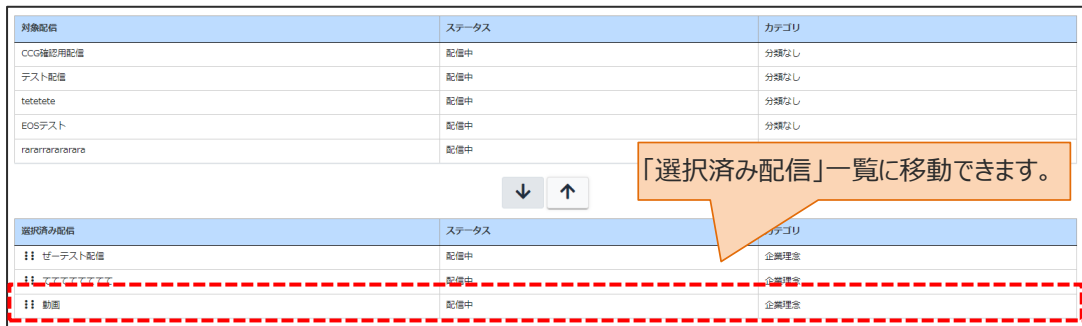 対象配信 ステータス カテゴリ
CCG確認用配信 配信中 分類なし
テスト配信 配信中 分類なし
tetetete 配信中 分類なし
EOSテスト 配信中 分類なし
rararrarararara 配信中
「選択済み配信」一覧に移動できます。
選択済み配信 ステータス カテゴリ
ぜーテスト配信 配信中 企業理念
てててててててて 配信中 企業理念
動画 配信中 企業理念